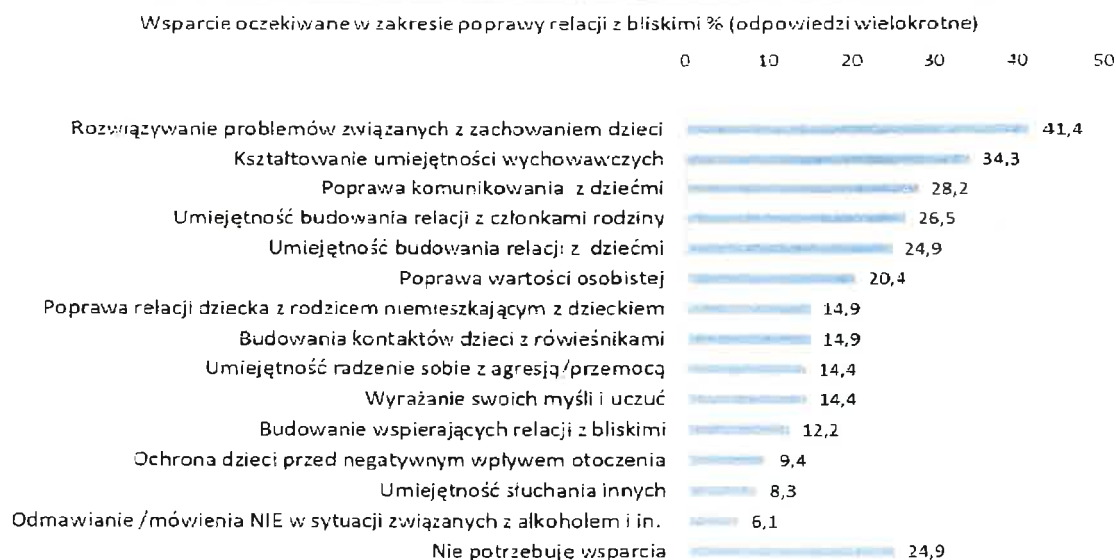 Wsparcie oczekiwane w zakresie poprawy relacji z bliskimi % (odpowiedzi wielokrotne)
0 10 20 30 40 50
Rozwiązywanie problemów związanych z zachowaniem dzieci 41,4
Kształtowanie umiejętności wychowawczych 34,3
Poprawa komunikowania z dziećmi 28,2
Umiejętność budowania relacji z członkami rodziny 26,5
Umiejętność budowania relacji z dziećmi 24,9
Poprawa wartości osobistej 20,4
Poprawa relacji dziecka z rodzicem niemieszkającym z dzieckiem 14,9
Budowania kontaktów dzieci z rówieśnikami 14,9
Umiejętność radzenie sobie z agresją/przemocą 14,4
Wyrażanie swoich myśli i uczuć 14,4
Budowanie wspierających relacji z bliskimi 12,2
Ochrona dzieci przed negatywnym wpływem otoczenia 9,4
Umiejętność słuchania innych 8,3
Odmawianie /mówienia NIE w sytuacji związanych z alkoholem i in. 6,1
Nie potrzebuję wsparcia 24,9